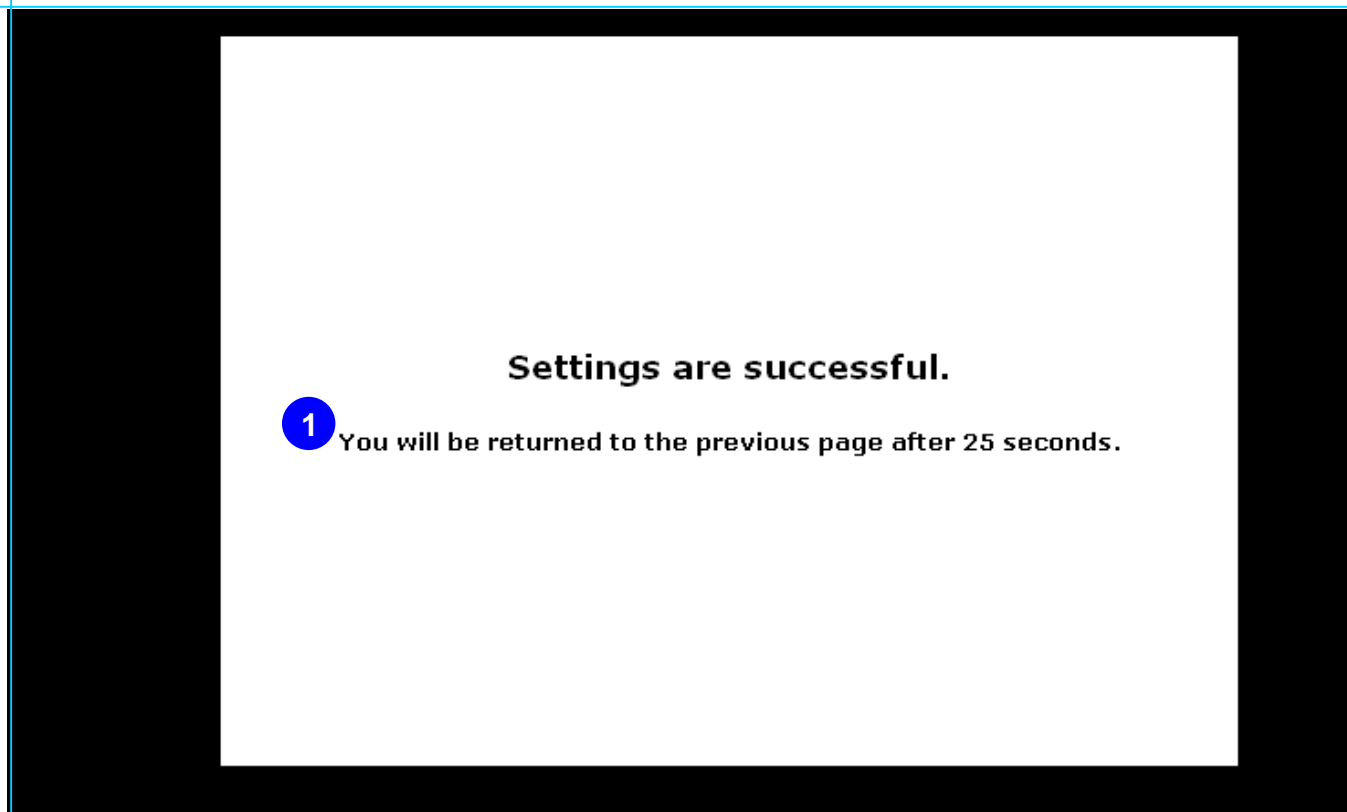 Settings are successful.
1
You will be returned to the previous page after 25 seconds.